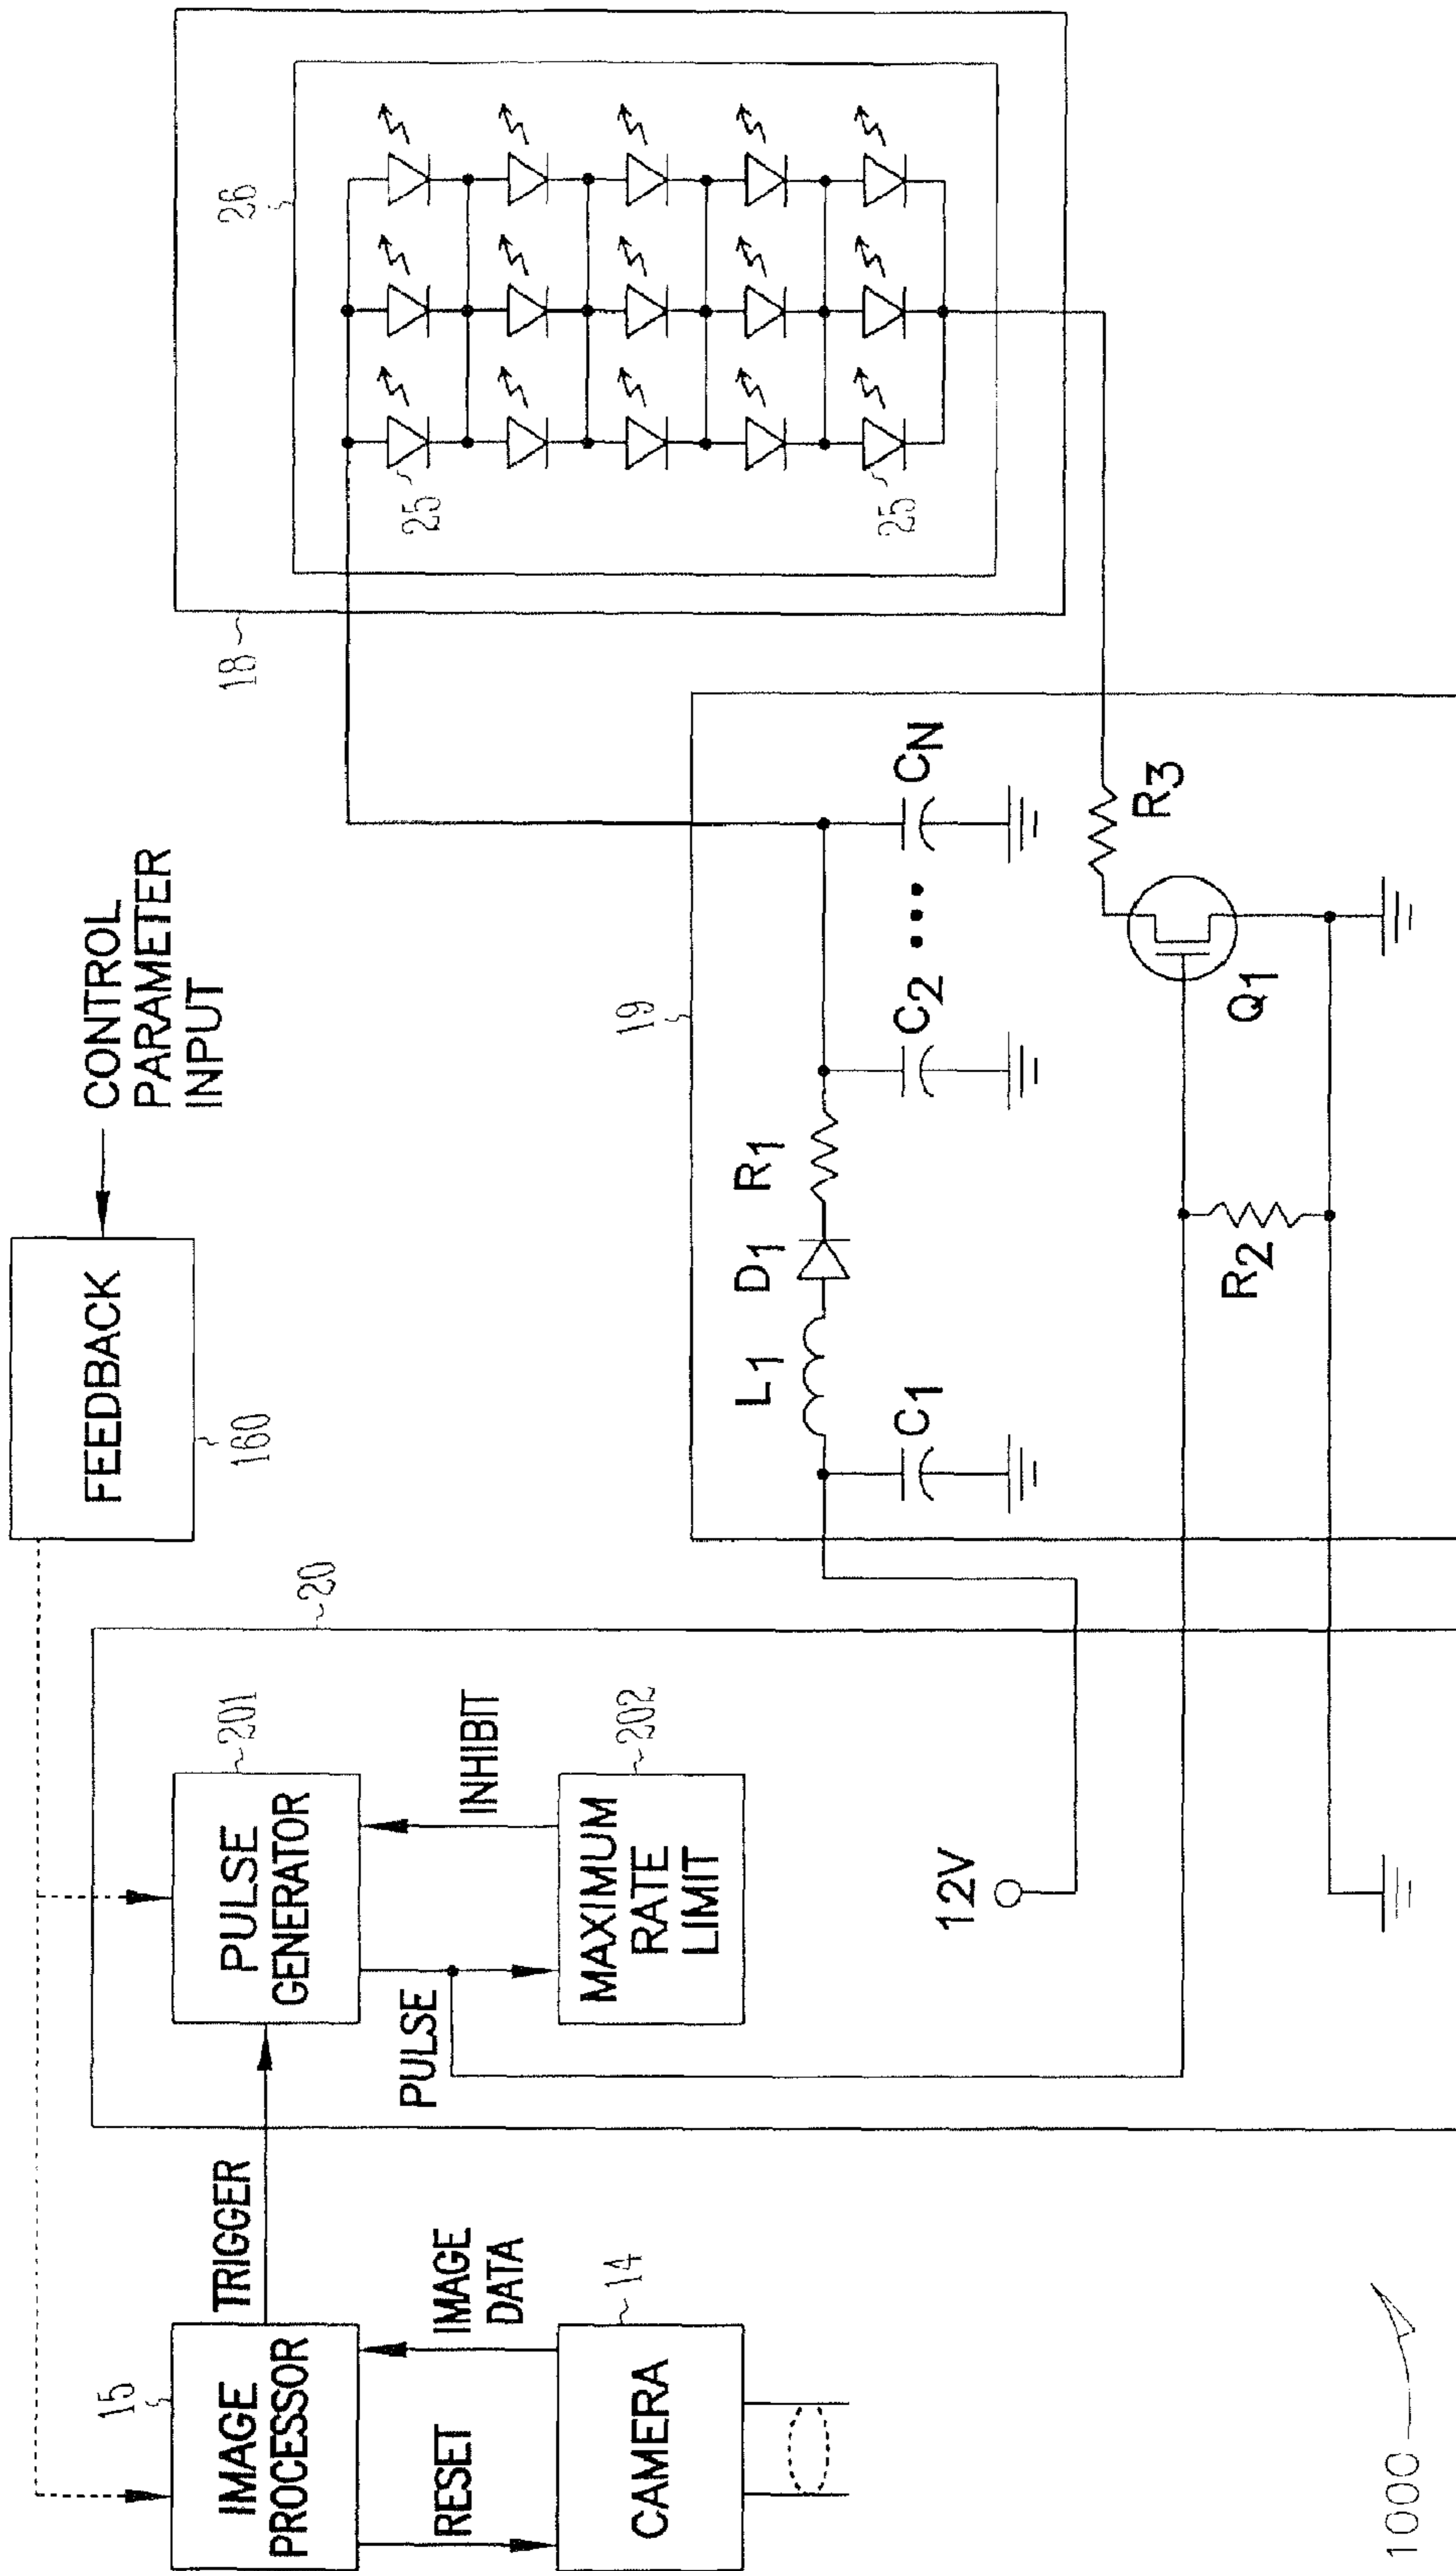 CONTROL
PARAMETER
INPUT
FEEDBACK
160
15
IMAGE
PROCESSOR
TRIGGER
RESET
IMAGE
DATA
14
CAMERA
20
201
PULSE
GENERATOR
PULSE
INHIBIT
202
MAXIMUM
RATE
LIMIT
12V
19
L1
D1
R1
C1
C2
CN
R2
Q1
R3
18
26
25
25
1000